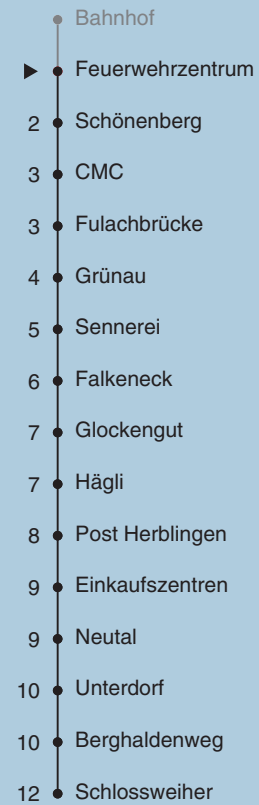 Bahnhof
▶ Feuerwehrzentrum
2 Schönenberg
3 CMC
3 Fulachbrücke
4 Grünau
5 Sennerei
6 Falkeneck
7 Glockengut
7 Hägli
8 Post Herblingen
9 Einkaufszentren
9 Neutal
10 Unterdorf
10 Berghaldenweg
12 Schlossweiher